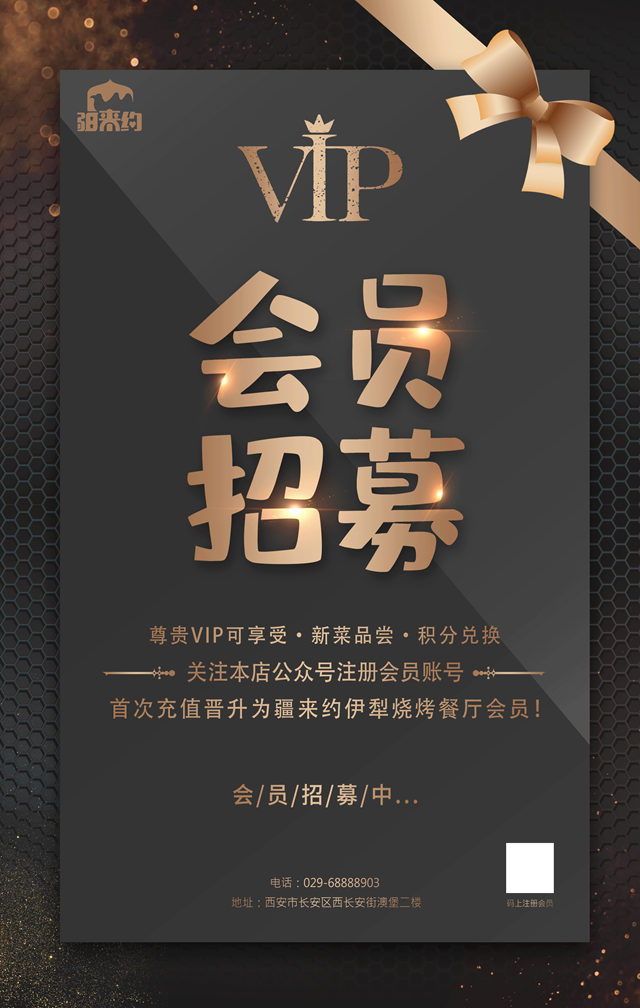 疆来约
VIP
会员
招募
尊贵VIP可享受·新菜品尝·积分兑换
关注本店公众号注册会员账号
首次充值晋升为疆来约伊犁烧烤餐厅会员！
会/员/招/募/中...
电话：029-68888903
地址：西安市长安区西长安街澳堡二楼
码上注册会员